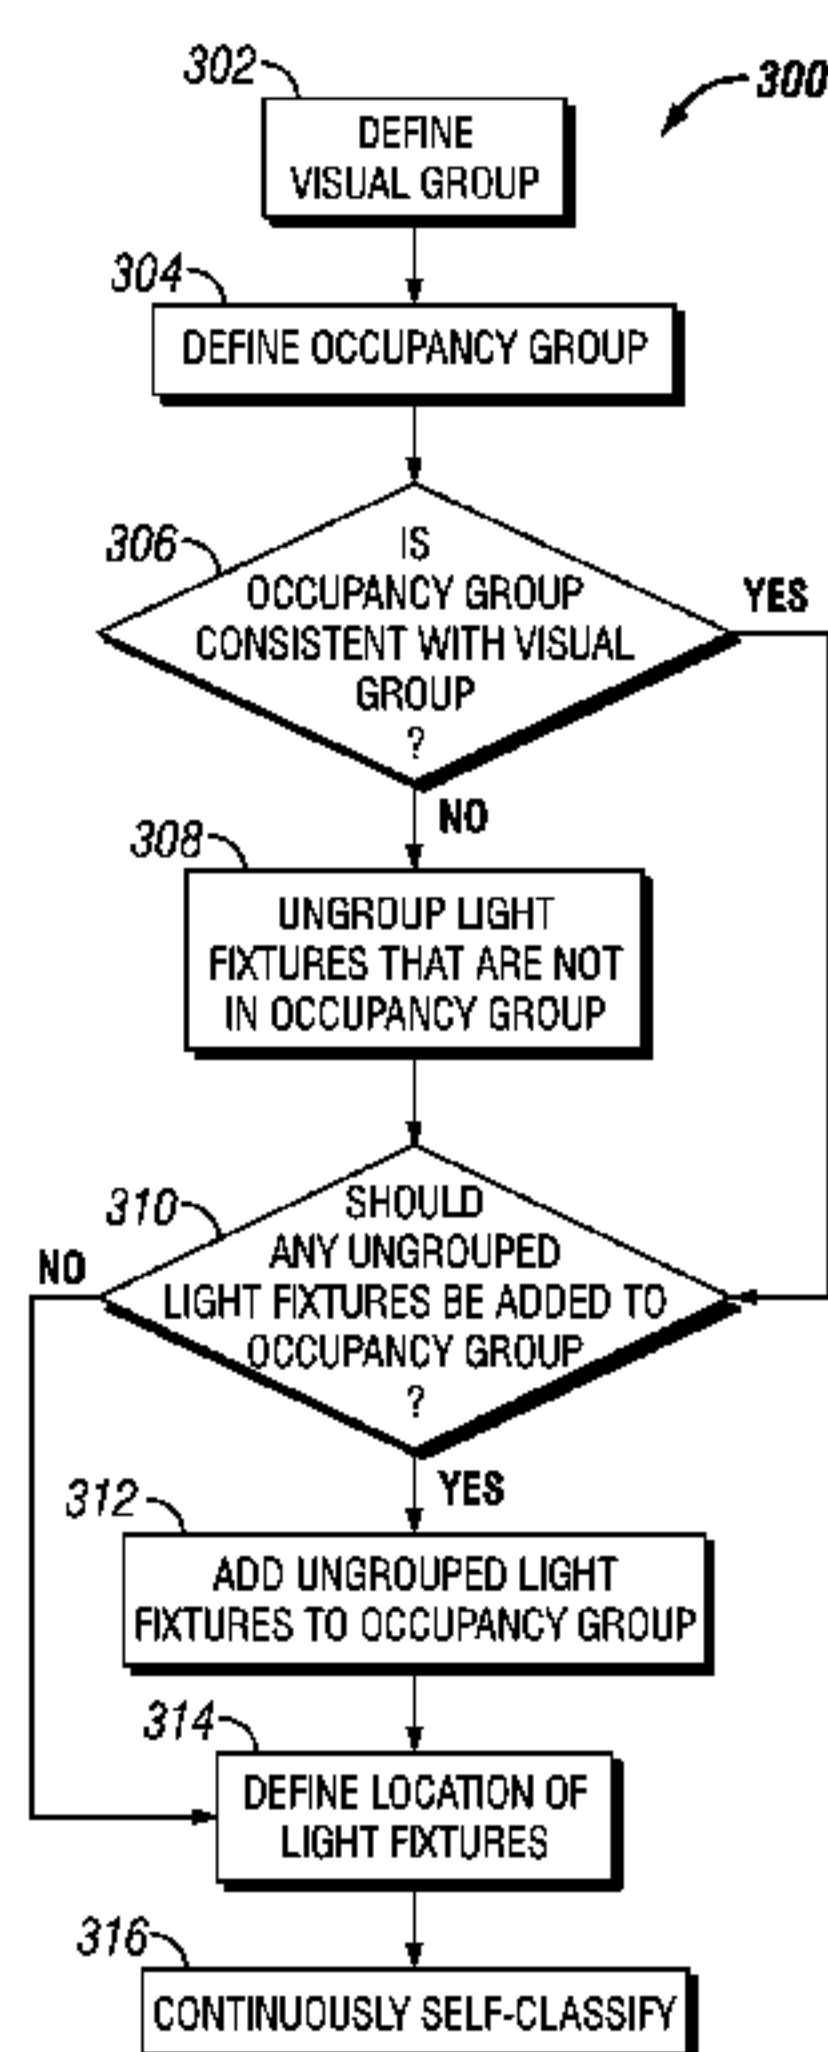 302
300
DEFINE
VISUAL GROUP
304
DEFINE OCCUPANCY GROUP
306
IS
OCCUPANCY GROUP
CONSISTENT WITH VISUAL
GROUP
?
YES
NO
308
UNGROUP LIGHT
FIXTURES THAT ARE NOT
IN OCCUPANCY GROUP
310
SHOULD
ANY UNGROUPED
LIGHT FIXTURES BE ADDED TO
OCCUPANCY GROUP
?
NO
YES
312
ADD UNGROUPED LIGHT
FIXTURES TO OCCUPANCY GROUP
314
DEFINE LOCATION OF
LIGHT FIXTURES
316
CONTINUOUSLY SELF-CLASSIFY